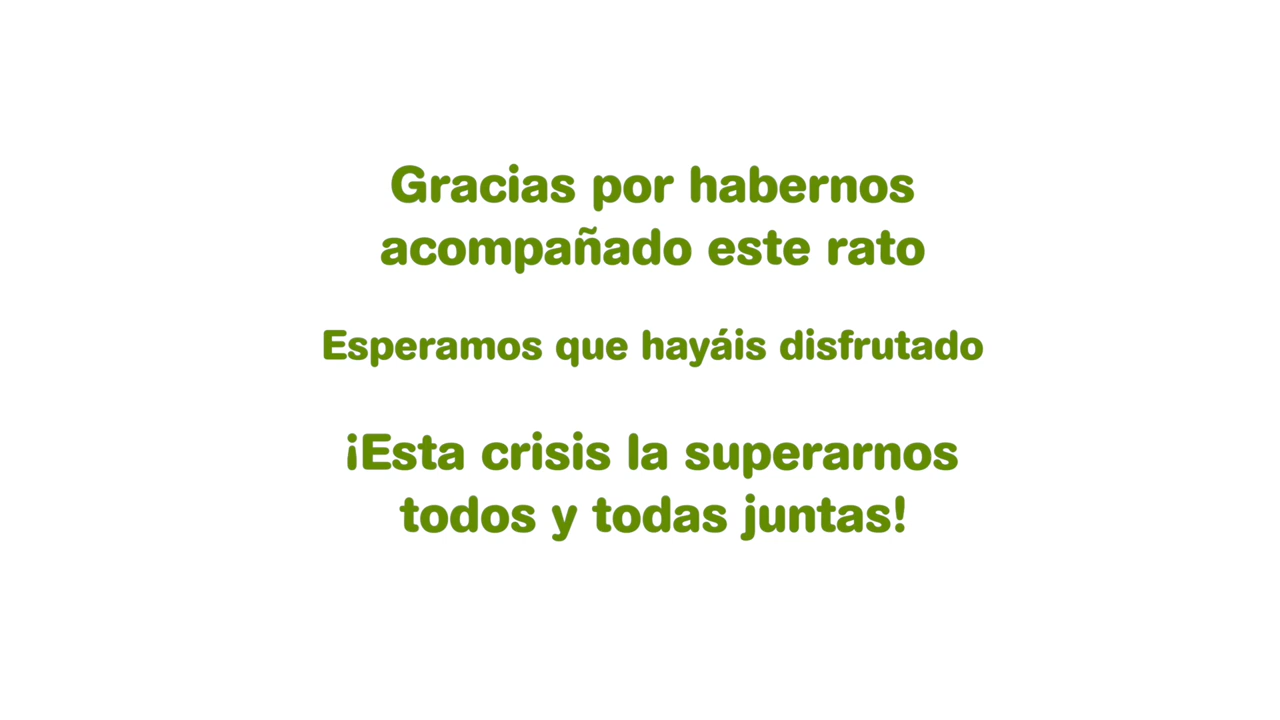 Gracias por habernos
acompañado este rato
Esperamos que hayáis disfrutado
¡Esta crisis la superarnos
todos y todas juntas!